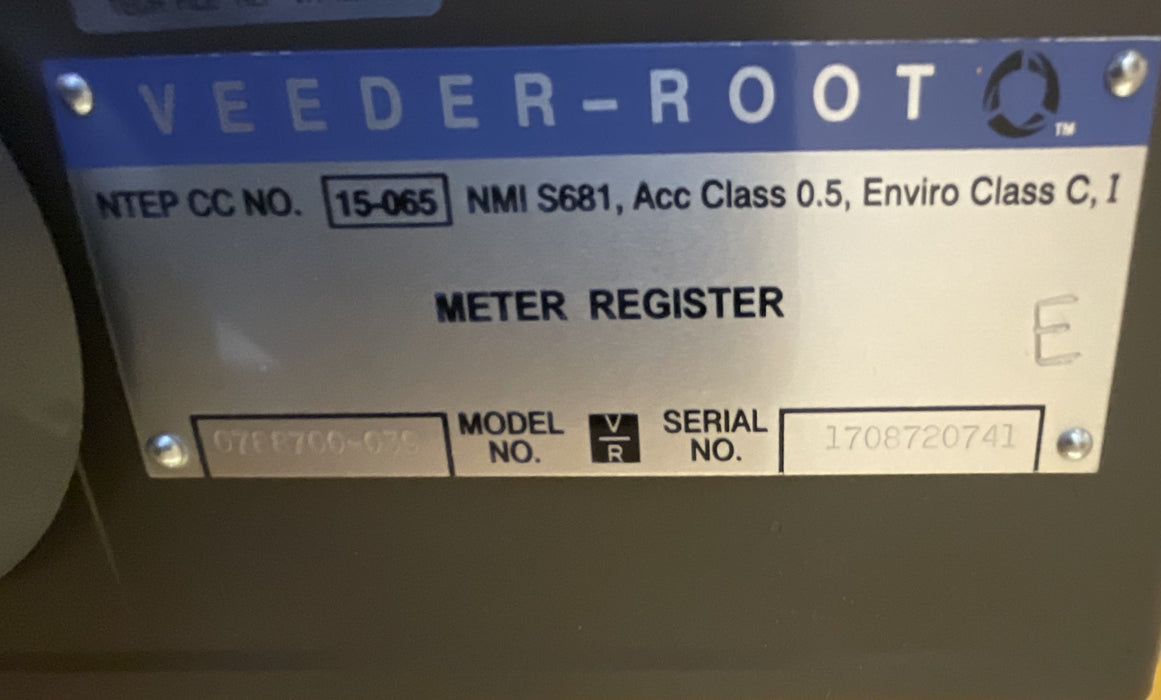 VEEDER-ROOT TM
NTEP CC NO. 15-065 NMI S681, Acc Class 0.5, Enviro Class C, I
METER REGISTER
E
MODEL NO.
V/R
SERIAL NO.
1708720741